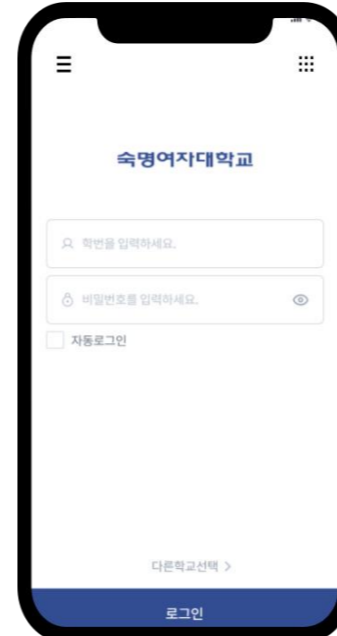 숙명여자대학교
학번을 입력하세요.
비밀번호를 입력하세요.
자동로그인
다른학교선택 >
로그인